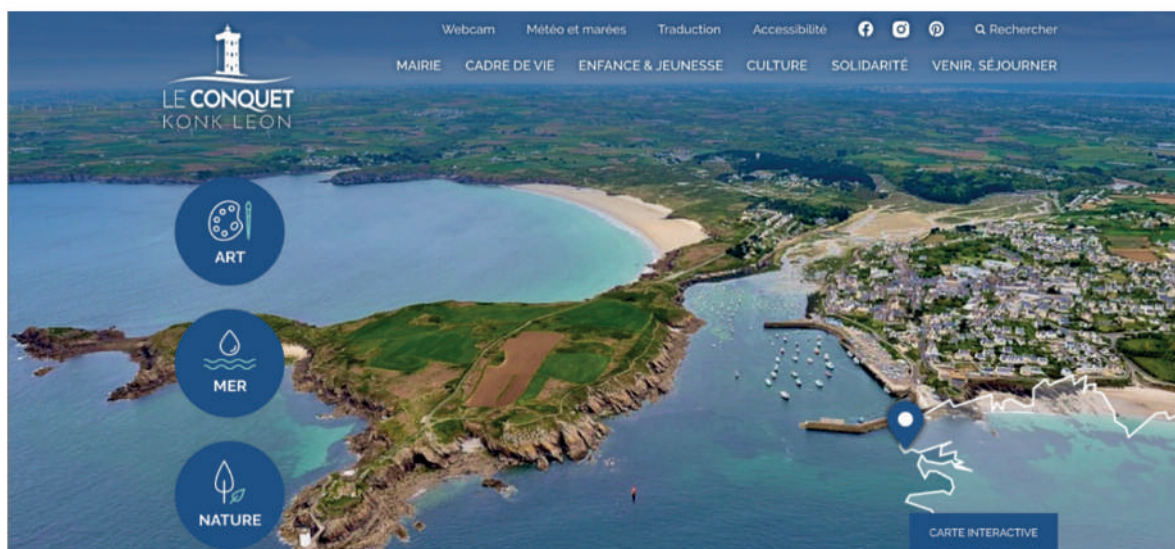 Webcam Météo et marées Traduction Accessibilité Rechercher
MAIRIE CADRE DE VIE ENFANCE & JEUNESSE CULTURE SOLIDARITÉ VENIR, SÉJOURNER
LE CONQUET
KONK LEON
ART
MER
NATURE
CARTE INTERACTIVE